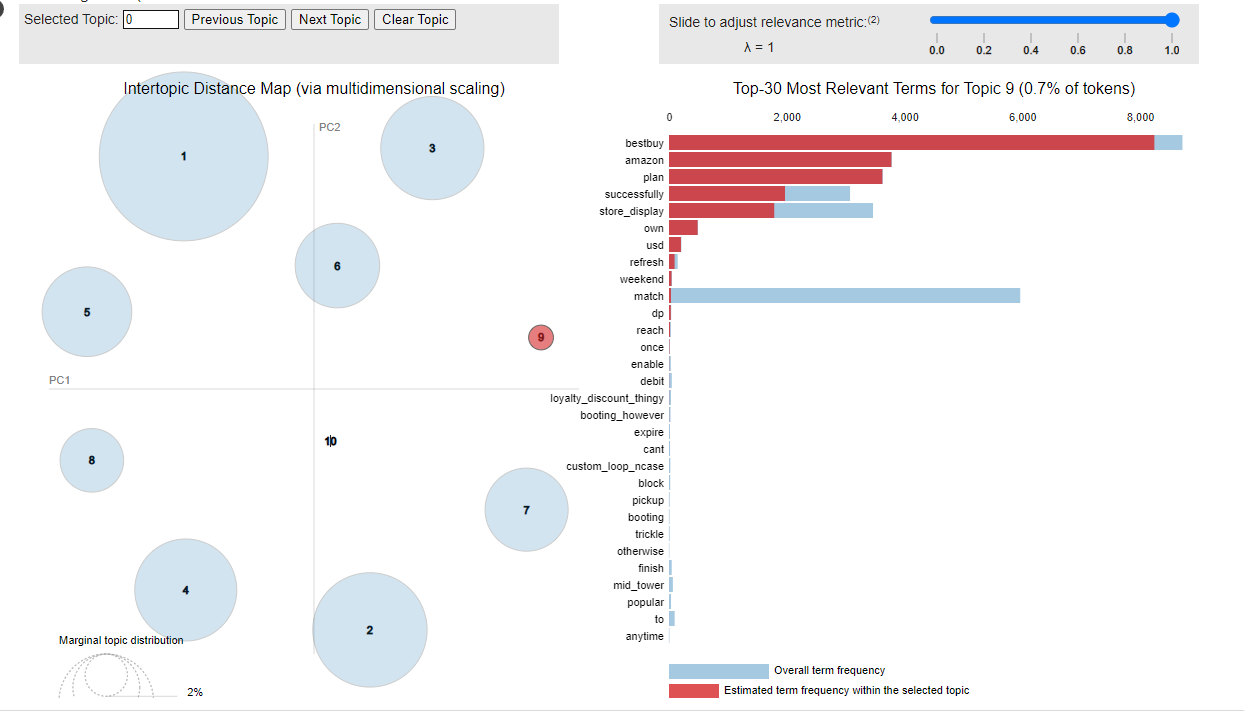 Selected Topic: 0 Previous Topic Next Topic Clear Topic
Slide to adjust relevance metric:(2)
λ = 1
0.0 0.2 0.4 0.6 0.8 1.0
Intertopic Distance Map (via multidimensional scaling)
PC2
PC1
1
3
6
5
9
8
10
7
4
2
Marginal topic distribution
2%
Top-30 Most Relevant Terms for Topic 9 (0.7% of tokens)
0 2,000 4,000 6,000 8,000
bestbuy
amazon
plan
successfully
store_display
own
usd
refresh
weekend
match
dp
reach
once
enable
debit
loyalty_discount_thingy
booting_however
expire
cant
custom_loop_ncase
block
pickup
booting
trickle
otherwise
finish
mid_tower
popular
to
anytime
Overall term frequency
Estimated term frequency within the selected topic